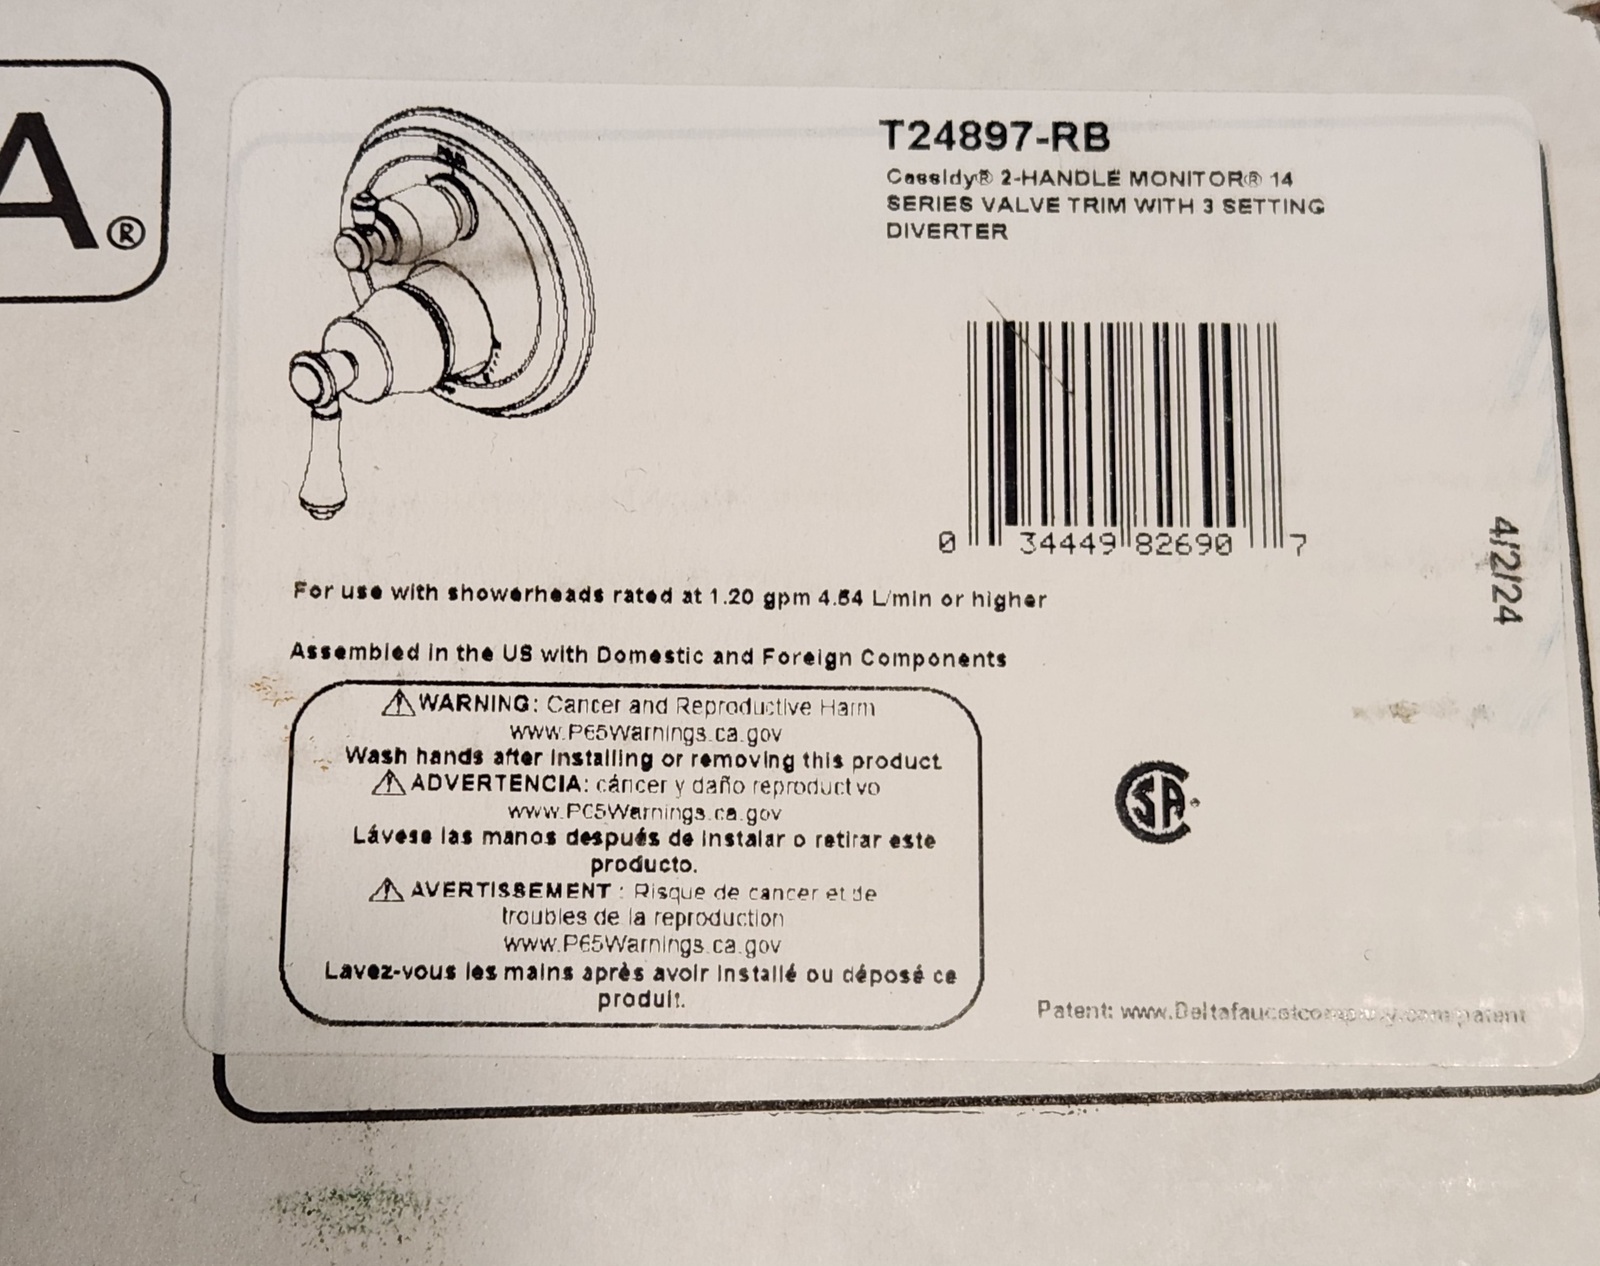 A®
T24897-RB
Cassidy® 2-HANDLE MONITOR® 14
SERIES VALVE TRIM WITH 3 SETTING
DIVERTER
0 34449 82690 7
4/2/24
For use with showerheads rated at 1.20 gpm 4.54 L/min or higher
Assembled in the US with Domestic and Foreign Components
⚠WARNING: Cancer and Reproductive Harm
www.P65Warnings.ca.gov
Wash hands after installing or removing this product
⚠ADVERTENCIA: cáncer y daño reproductivo
www.P65Warnings.ca.gov
Lávese las manos después de instalar o retirar este
producto.
⚠AVERTISSEMENT : Risque de cancer et de
troubles de la reproduction
www.P65Warnings.ca.gov
Lavez-vous les mains après avoir installé ou déposé ce
produit.
SA
Patent: www.Deltafaucetcompany.com/patent